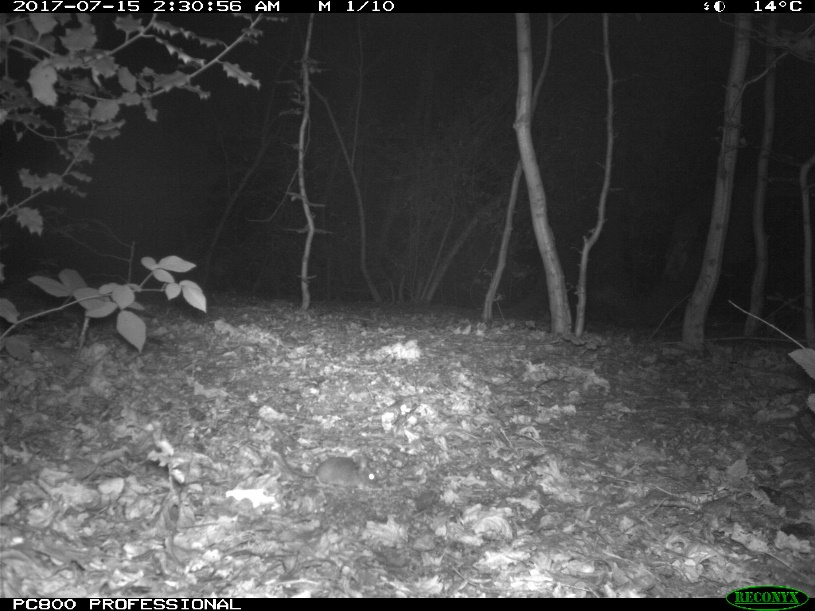 2017-07-15 2:30:56 AM M 1/10 14°C
PC800 PROFESSIONAL RECONYX